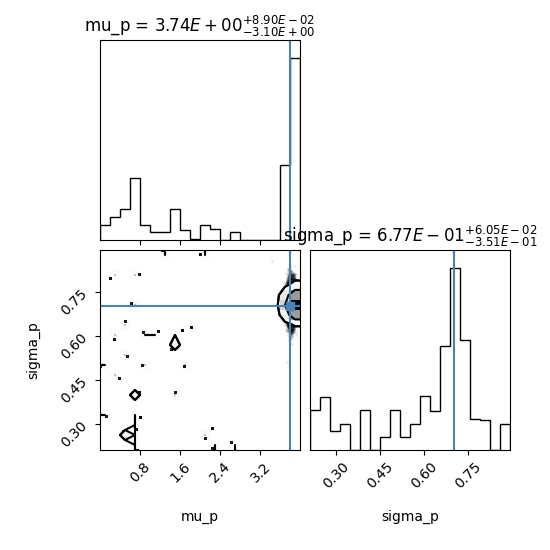 mu_p = 3.74E + 00+8.90E − 02 −3.10E + 00
sigma_p = 6.77E − 01+6.05E − 02 −3.51E − 01
sigma_p
0.75
0.60
0.45
0.30
0.8 1.6 2.4 3.2
0.30 0.45 0.60 0.75
mu_p sigma_p